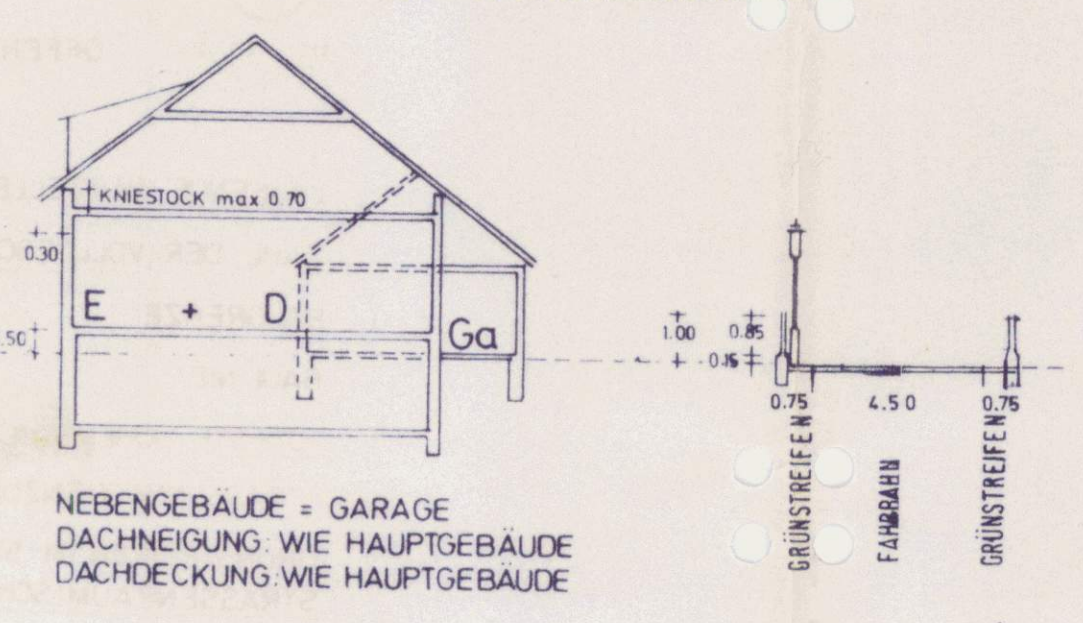 KNIESTOCK max 0.70
0.30
E + D
Ga
.50
NEBENGEBÄUDE = GARAGE
DACHNEIGUNG: WIE HAUPTGEBÄUDE
DACHDECKUNG: WIE HAUPTGEBÄUDE
1.00
0.85
0.15
0.75
4.50
0.75
GRÜNSTREIFEN
FAHRBAHN
GRÜNSTREIFEN